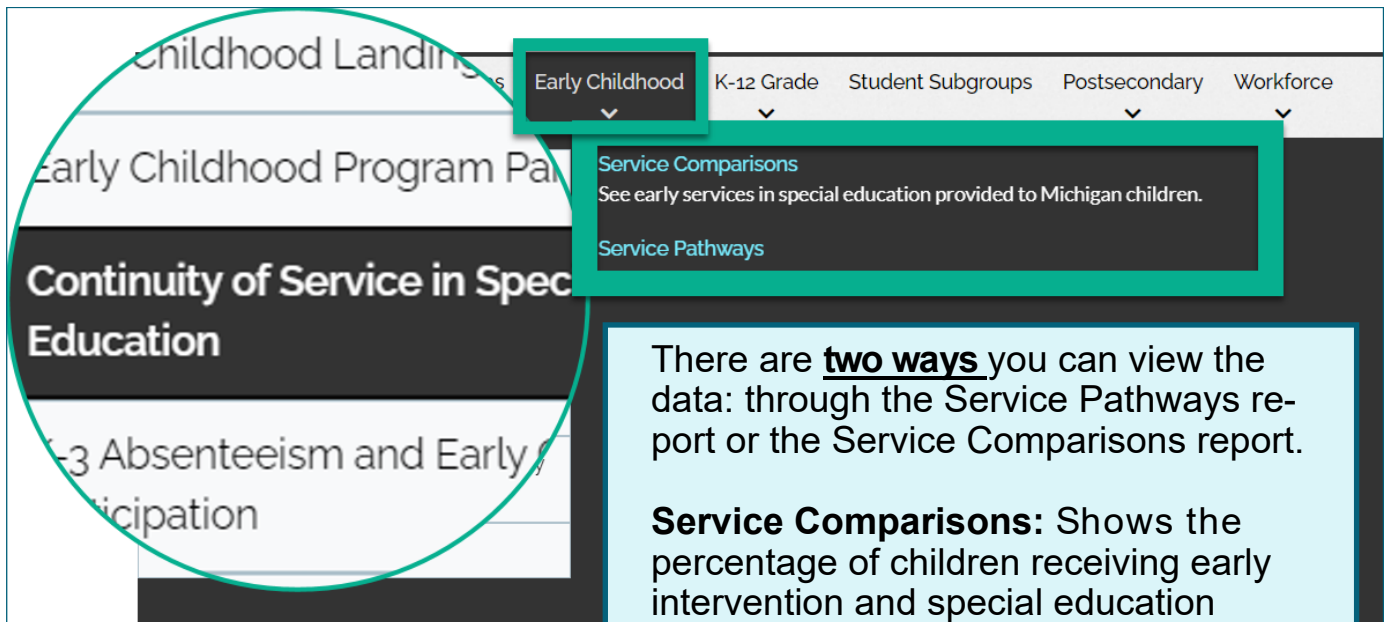 Childhood Landing
Early Childhood
K-12 Grade
Student Subgroups
Postsecondary
Workforce
Early Childhood Program
Continuity of Service in Spec
Education
-3 Absenteeism and Early
Service Comparisons
See early services in special education provided to Michigan children.
Service Pathways
There are two ways you can view the
data: through the Service Pathways re-
port or the Service Comparisons report.
Service Comparisons: Shows the
percentage of children receiving early
intervention and special education